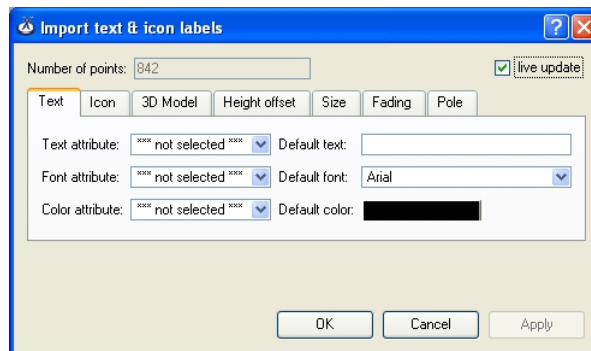 Import text & icon labels
Number of points: 842 live update
Text Icon 3D Model Height offset Size Fading Pole
Text attribute: *** not selected *** Default text:
Font attribute: *** not selected *** Default font: Arial
Color attribute: *** not selected *** Default color:
OK Cancel Apply